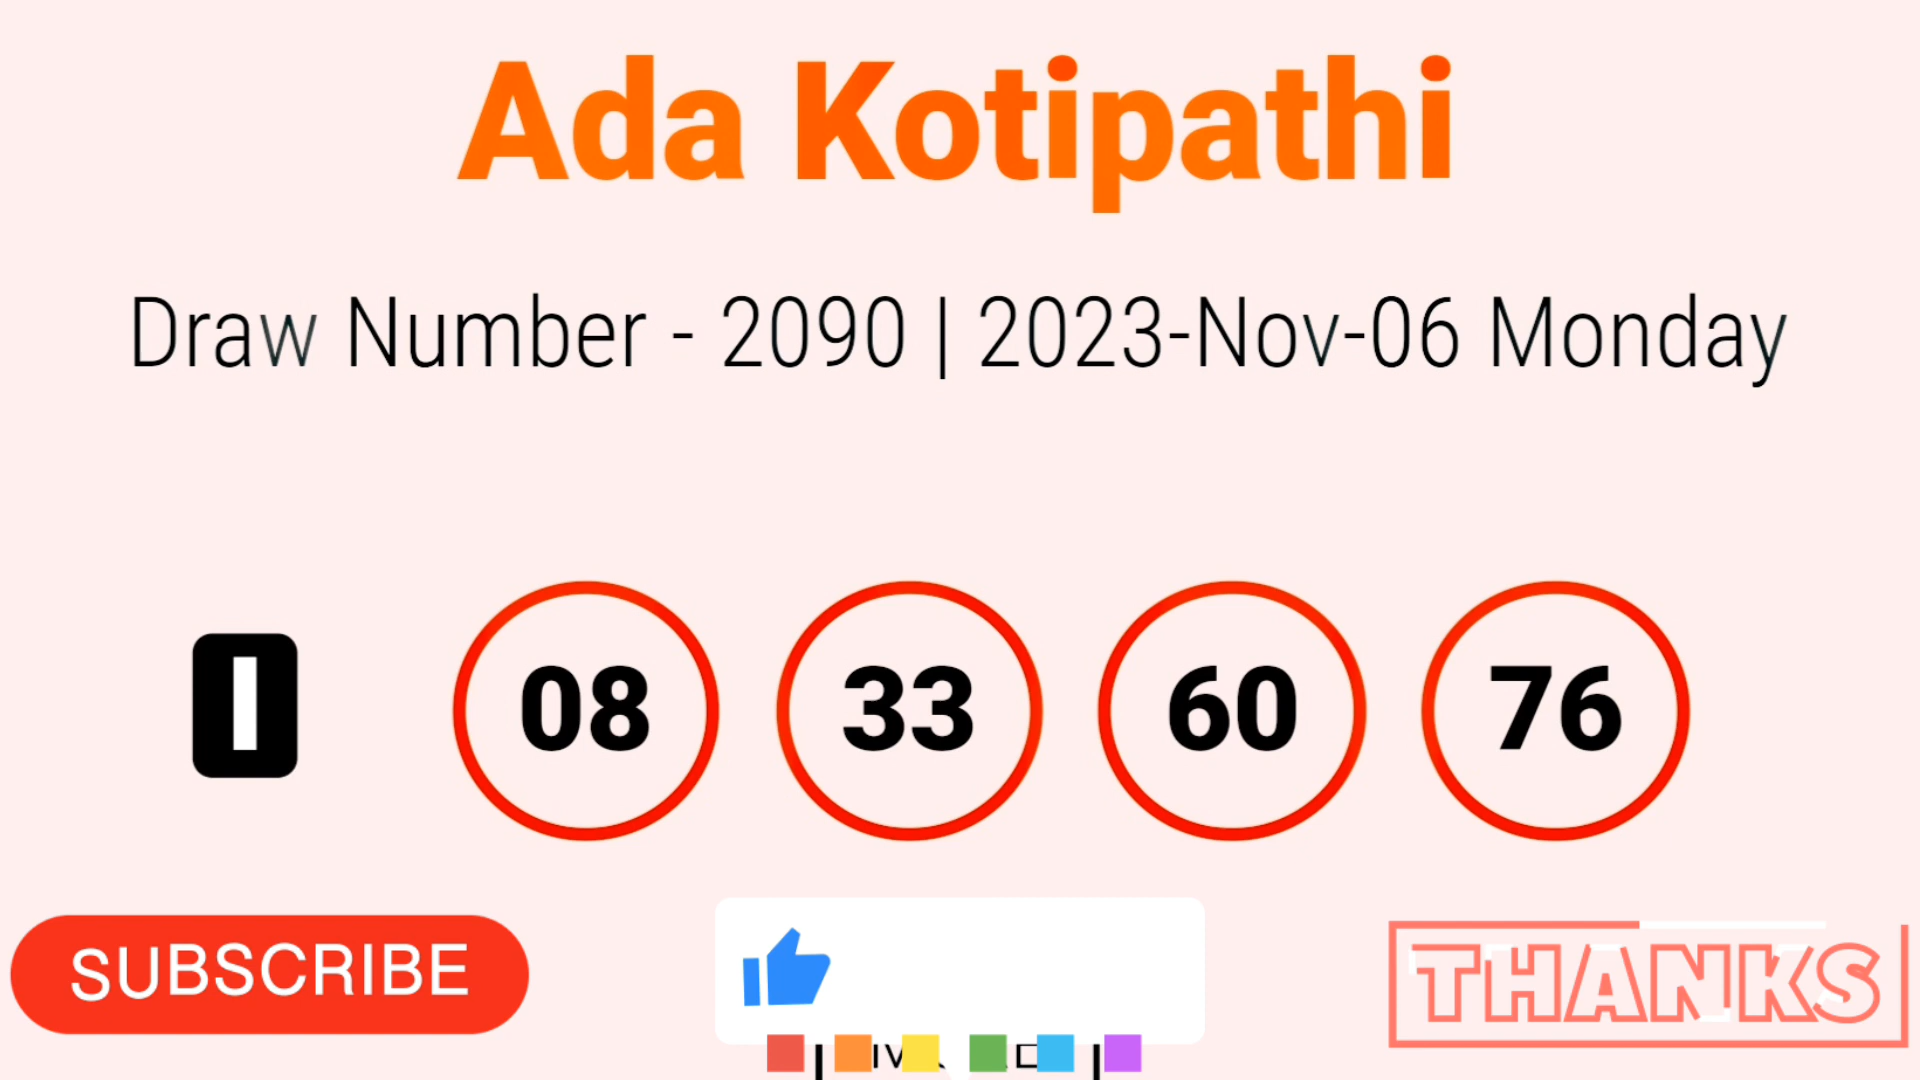 Ada Kotipathi
Draw Number - 2090 | 2023-Nov-06 Monday
I 08 33 60 76
SUBSCRIBE
THANKS